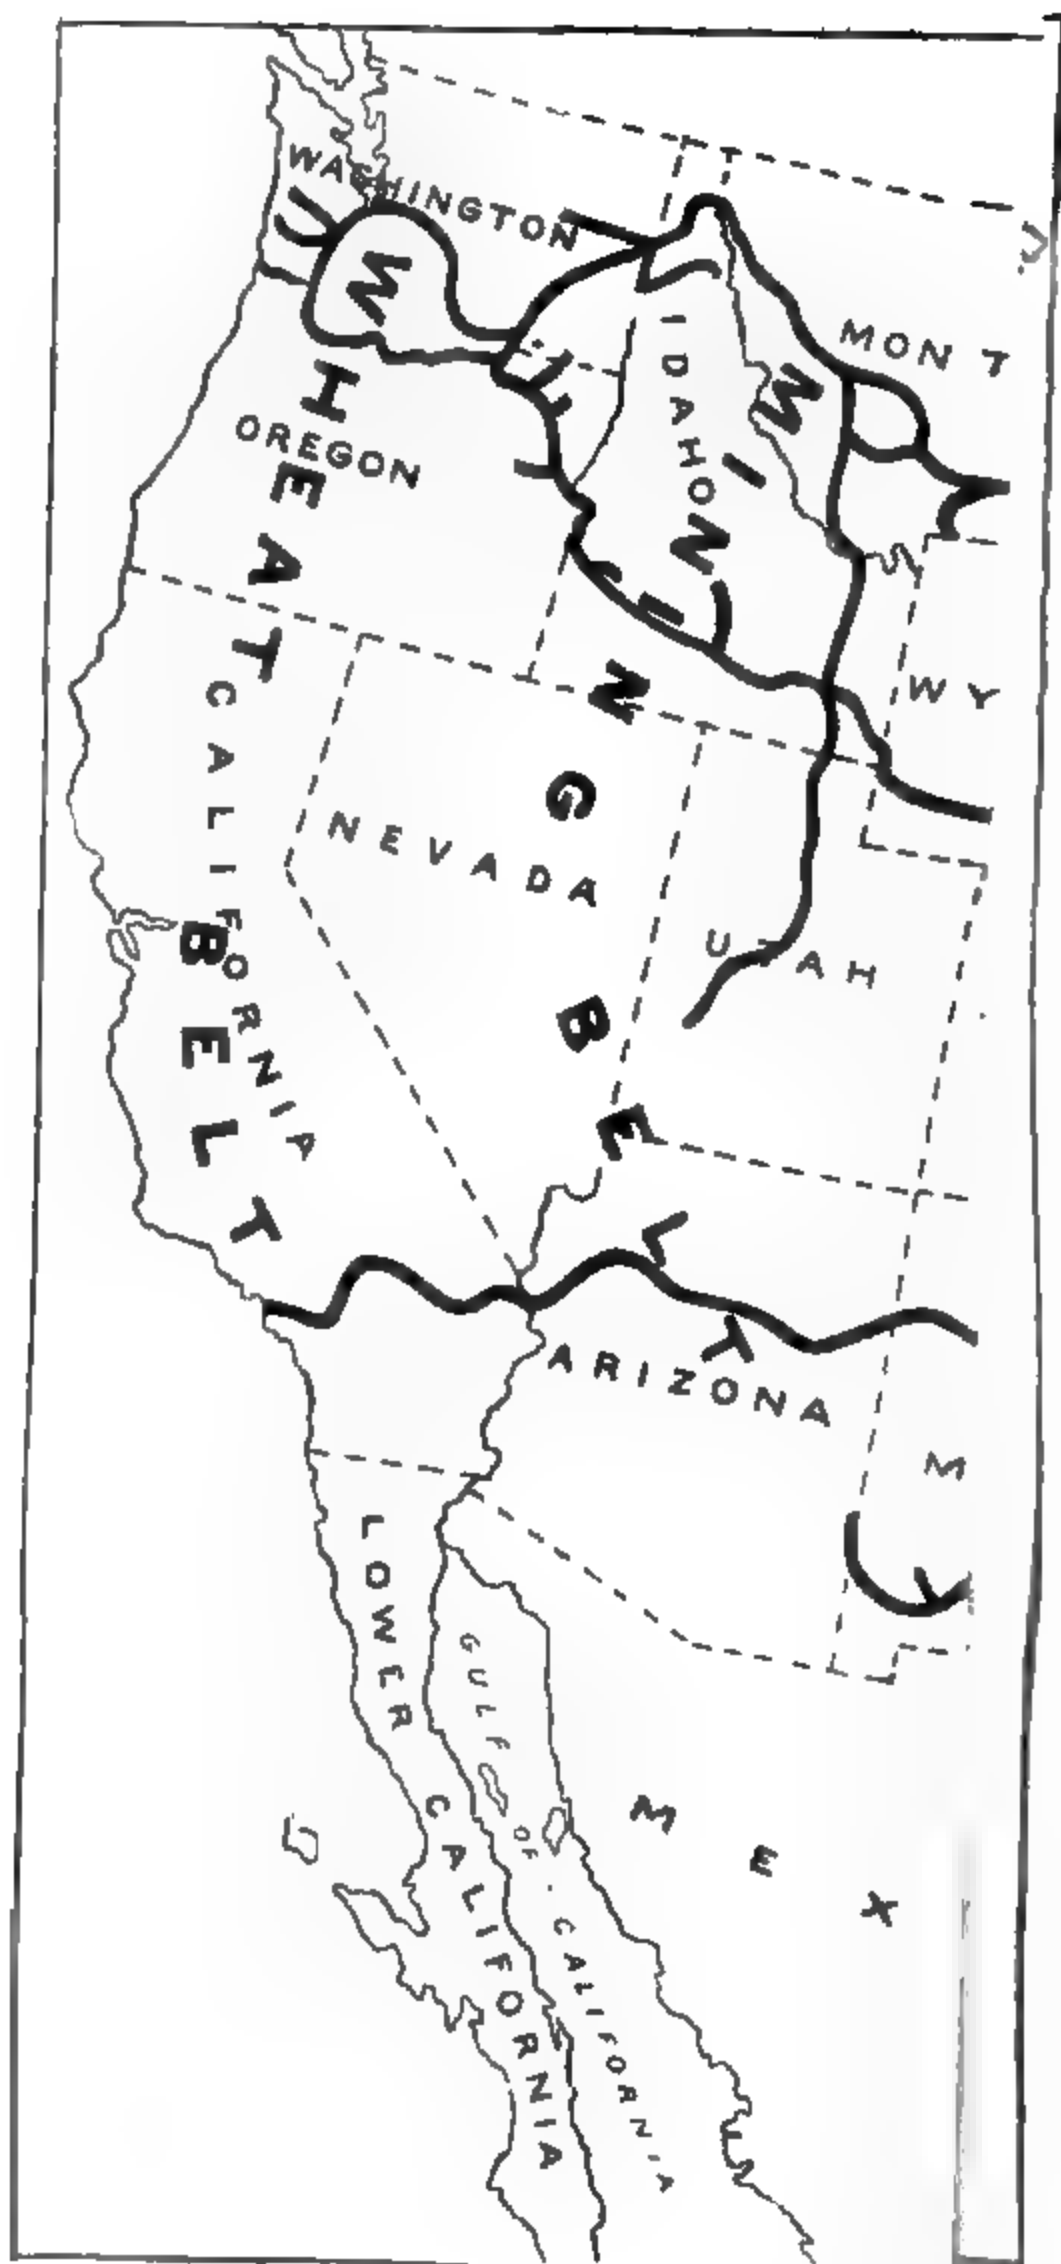 WASHINGTON
MONT
IDAHO
OREGON
WHEAT BELT
MINING BELT
WY
CALIFORNIA
NEVADA
UTAH
ARIZONA
M
LOWER CALIFORNIA
GULF OF CALIFORNIA
MEX